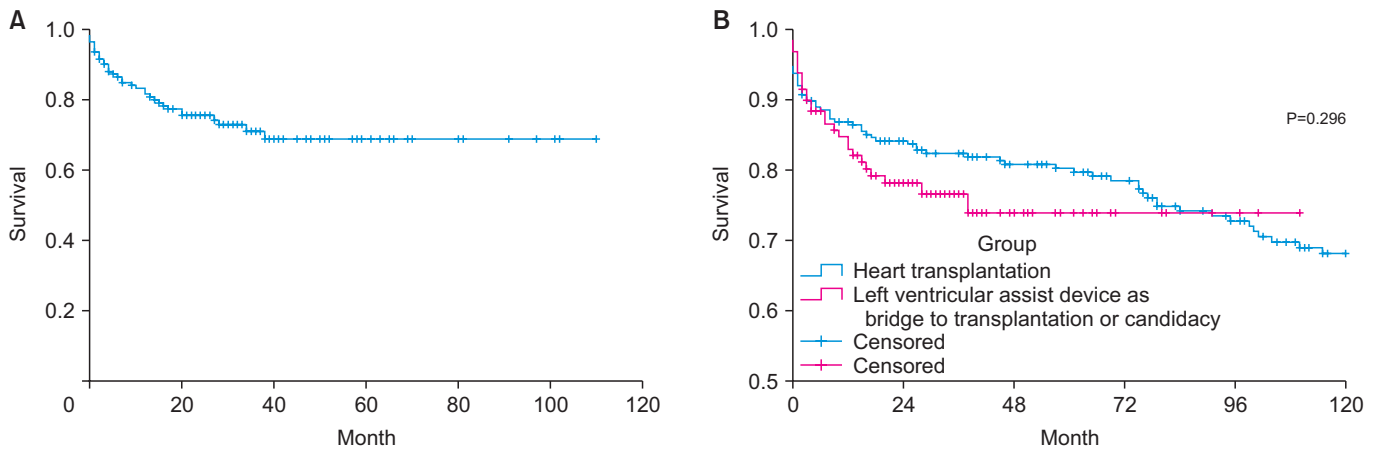 A
1.0
0.8
0.6
0.4
0.2
Survival
0
20
40
60
80
100
120
Month
B
1.0
0.9
0.8
0.7
0.6
0.5
Survival
P=0.296
Group
Heart transplantation
Left ventricular assist device as
bridge to transplantation or candidacy
Censored
Censored
0
24
48
72
96
120
Month